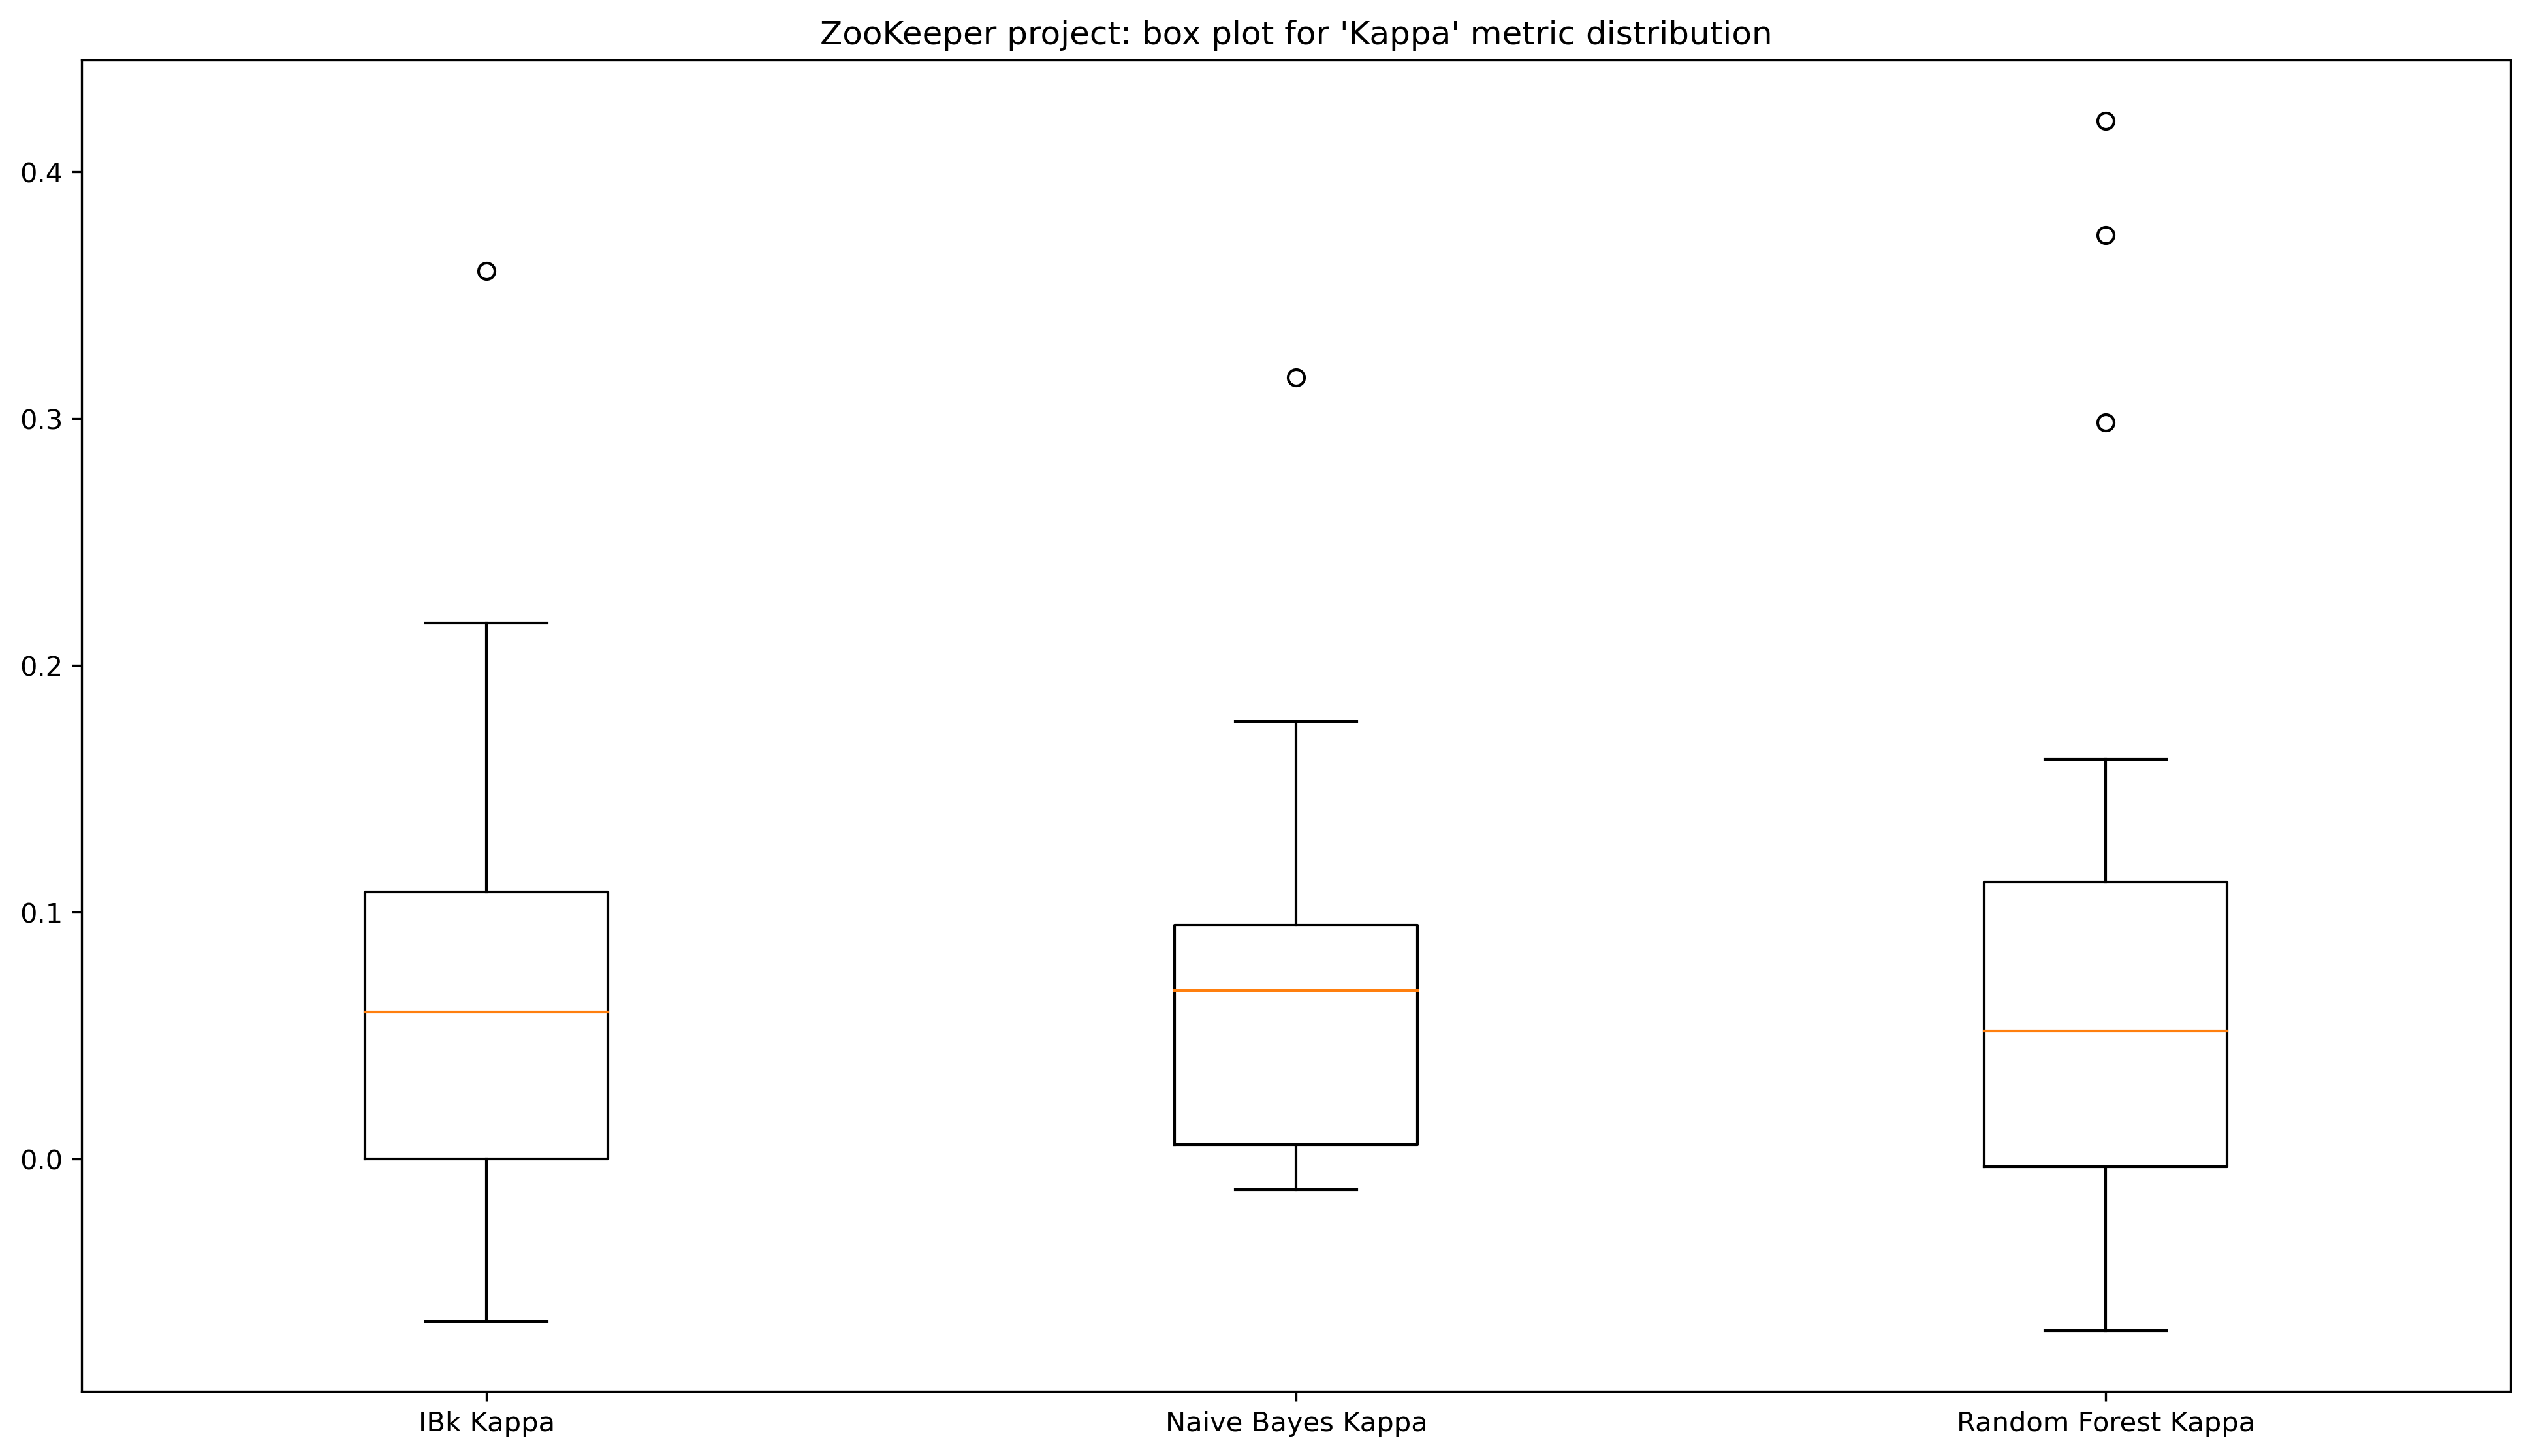 ZooKeeper project: box plot for 'Kappa' metric distribution
0.4
0.3
0.2
0.1
0.0
IBk Kappa
Naive Bayes Kappa
Random Forest Kappa